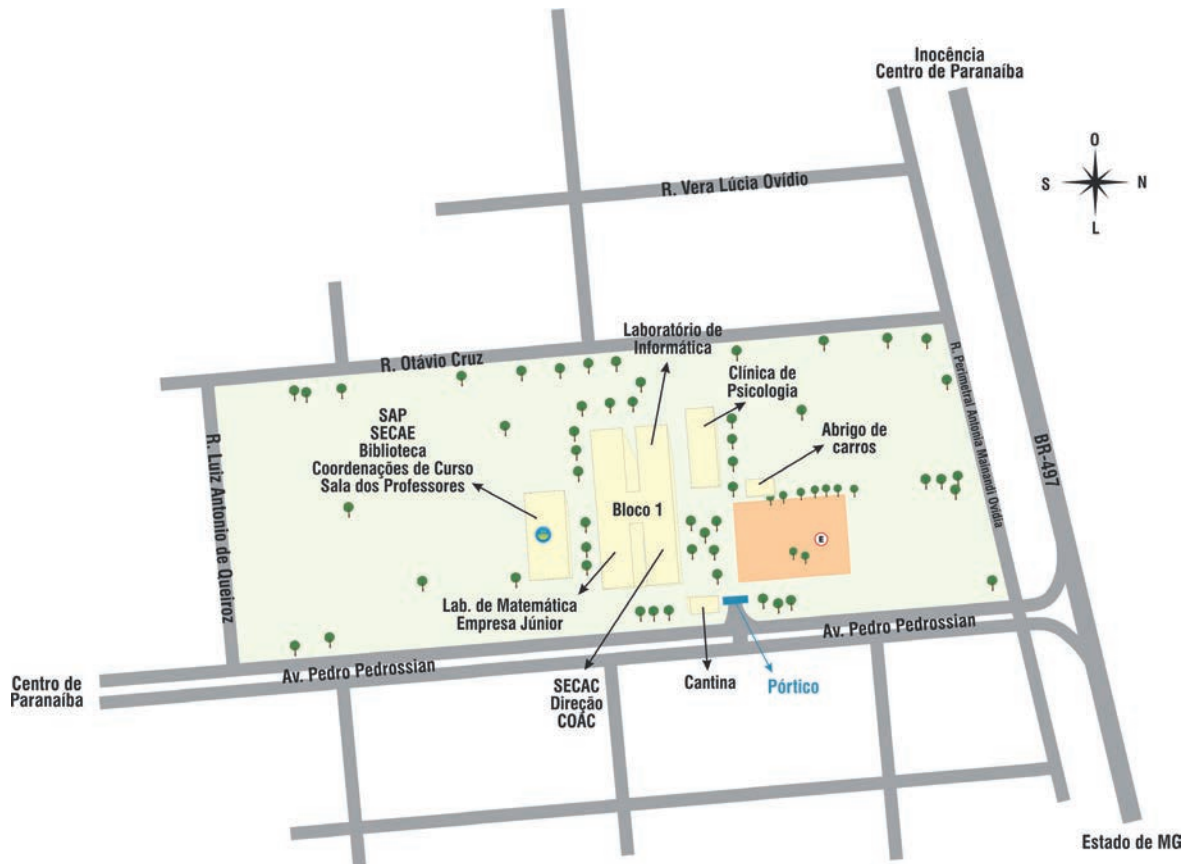 Inocência
Centro de Paranaíba
O
S
N
L
R. Vera Lúcia Ovídio
R. Otávio Cruz
Laboratório de
Informática
Clínica de
Psicologia
Abrigo de
carros
R. Perimetral Antonia Mainandi Ovídia
BR-497
SAP
SECAE
Biblioteca
Coordenações de Curso
Sala dos Professores
R. Luiz Antonio de Queiroz
Bloco 1
E
Lab. de Matemática
Empresa Júnior
Av. Pedro Pedrossian
Av. Pedro Pedrossian
Centro de
Paranaíba
SECAC
Direção
COAC
Cantina
Pórtico
Estado de MG